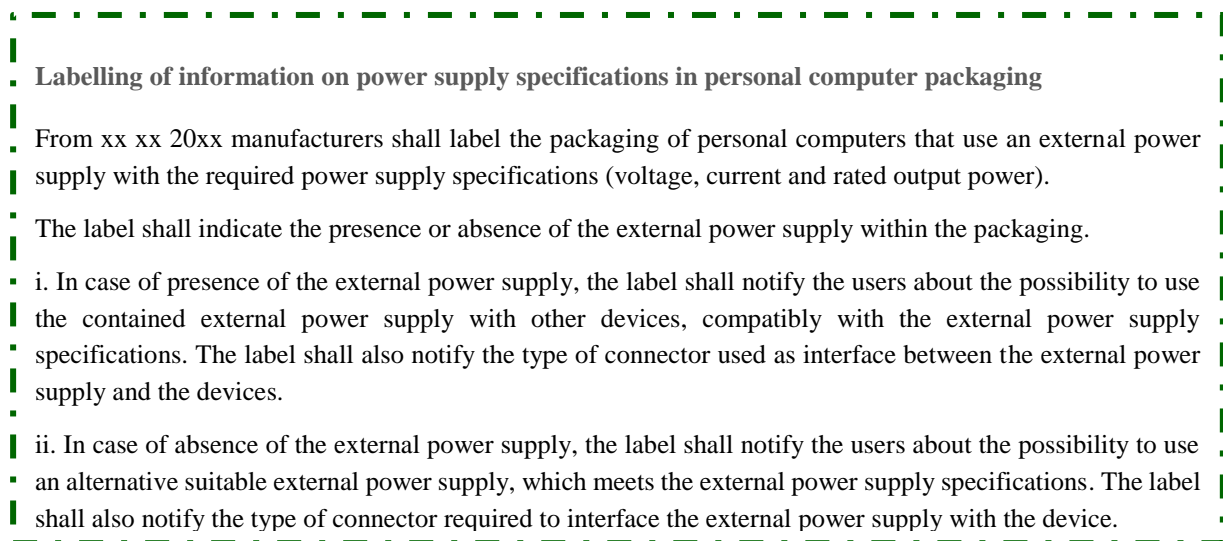 Labelling of information on power supply specifications in personal computer packaging
From xx xx 20xx manufacturers shall label the packaging of personal computers that use an external power
supply with the required power supply specifications (voltage, current and rated output power).
The label shall indicate the presence or absence of the external power supply within the packaging.
i. In case of presence of the external power supply, the label shall notify the users about the possibility to use
the contained external power supply with other devices, compatibly with the external power supply
specifications. The label shall also notify the type of connector used as interface between the external power
supply and the devices.
ii. In case of absence of the external power supply, the label shall notify the users about the possibility to use
an alternative suitable external power supply, which meets the external power supply specifications. The label
shall also notify the type of connector required to interface the external power supply with the device.